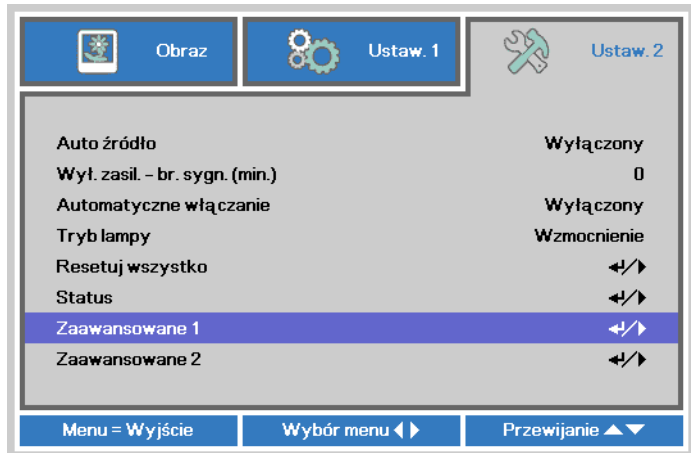 Obraz Ustaw. 1 Ustaw. 2
Auto źródło Wyłączony
Wył. zasil. – br. sygn. (min.) 0
Automatyczne włączanie Wyłączony
Tryb lampy Wzmocnienie
Resetuj wszystko ↵/▶
Status ↵/▶
Zaawansowane 1 ↵/▶
Zaawansowane 2 ↵/▶
Menu = Wyjście Wybór menu ◀ ▶ Przewijanie ▲▼